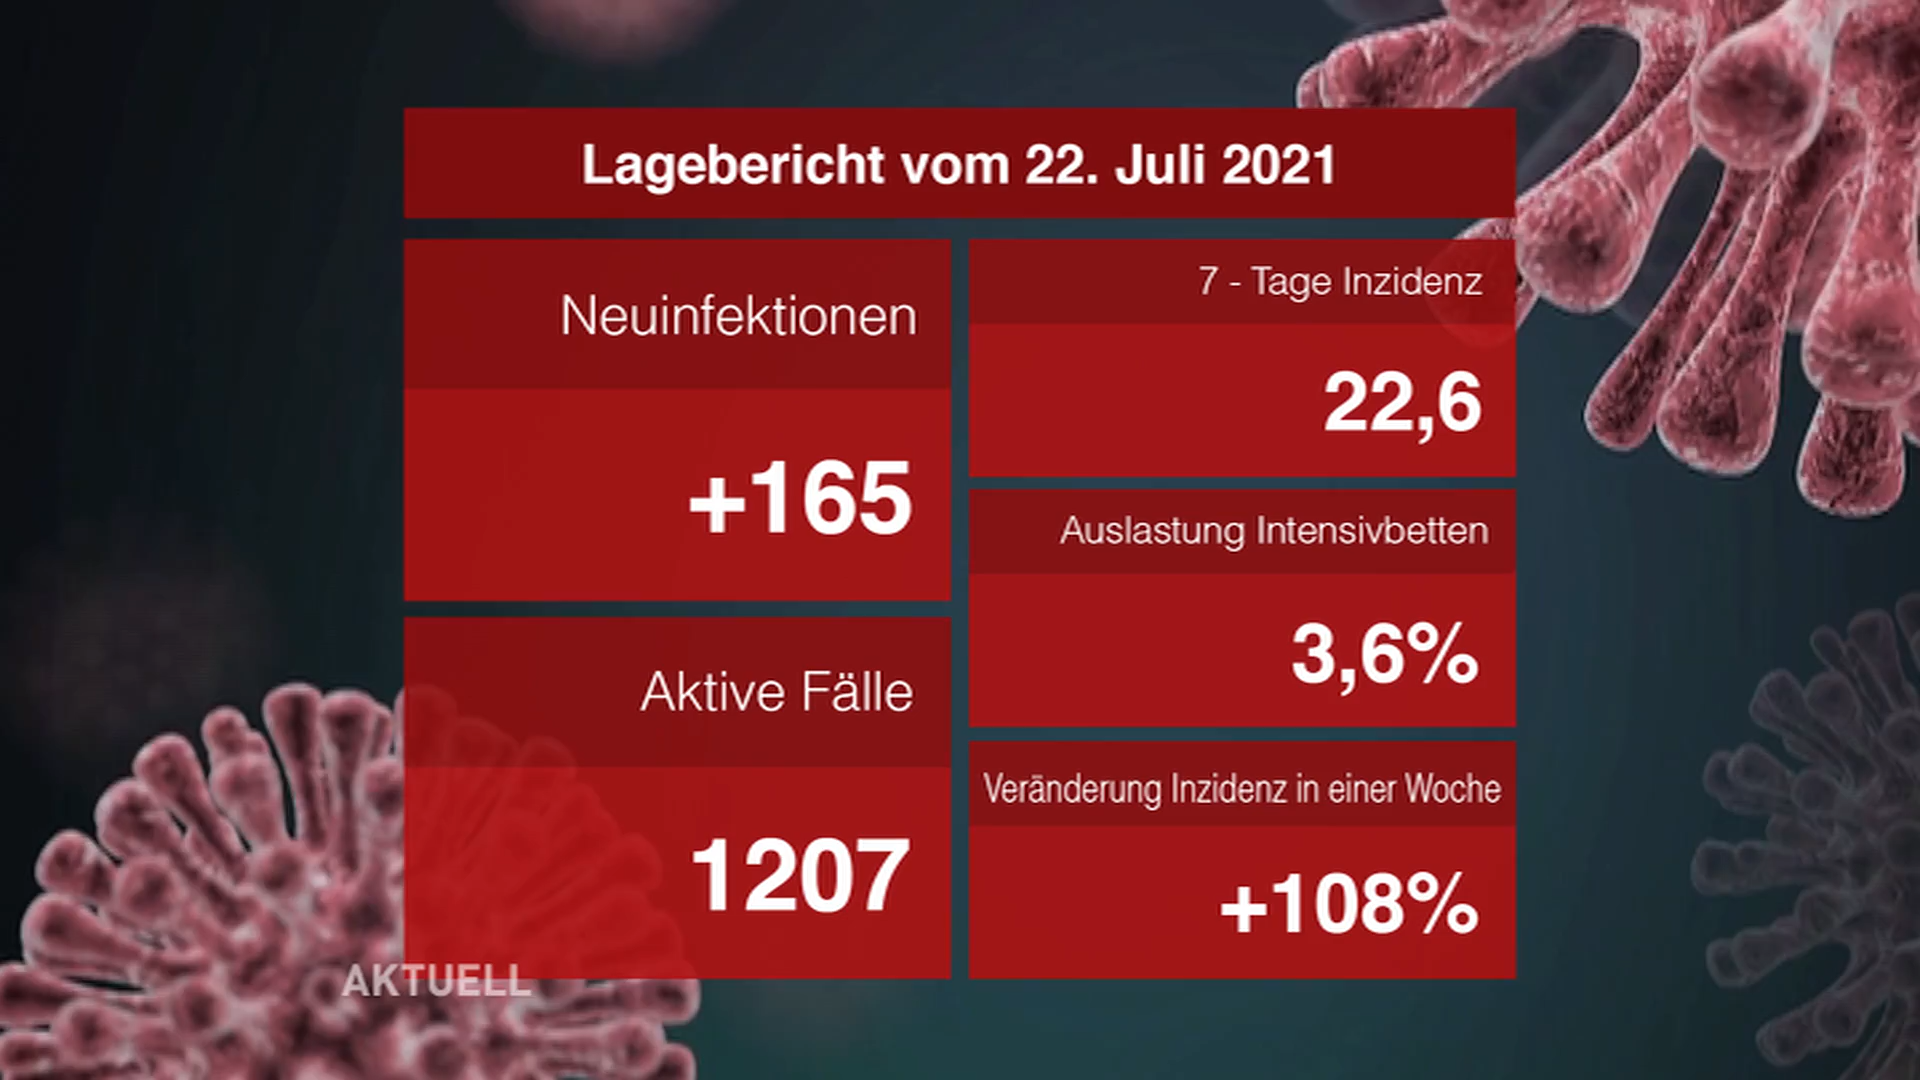 Lagebericht vom 22. Juli 2021
Neuinfektionen
+165
Aktive Fälle
1207
7 - Tage Inzidenz
22,6
Auslastung Intensivbetten
3,6%
Veränderung Inzidenz in einer Woche
+108%
AKTUELL